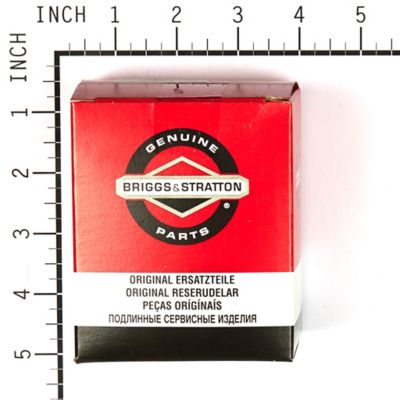 INCH 1 2 3 4 5
INCH
1
2
3
4
5
GENUINE
BRIGGS&STRATTON
®
PARTS
ORIGINAL ERSATZTEILE
ORIGINAL RESERUDELAR
PEÇAS ORÍGÍNAÍS
ПОДЛИННЫЕ СЕРВИСНЫЕ ИЗДЕЛИЯ